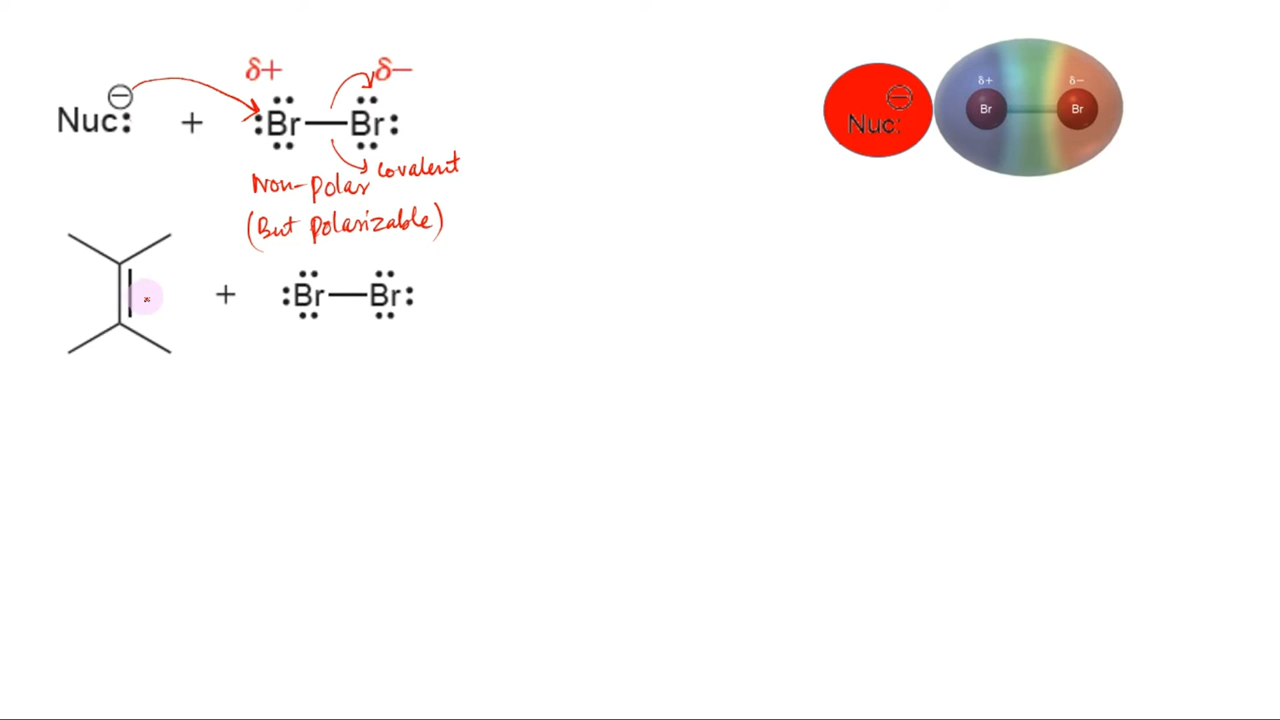 δ+ δ−
Nuc:⊖ + :Br—Br:
Non-polar covalent
(But polarizable)
+ :Br—Br:
Nuc:⊖
δ+ δ−
Br Br